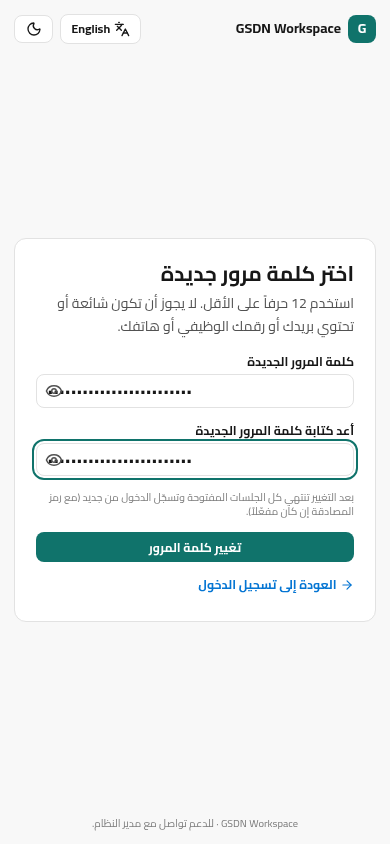 G GSDN Workspace
English
اختر كلمة مرور جديدة
استخدم 12 حرفاً على الأقل. لا يجوز أن تكون شائعة أو
تحتوي بريدك أو رقمك الوظيفي أو هاتفك.
كلمة المرور الجديدة
أعد كتابة كلمة المرور الجديدة
بعد التغيير تنتهي كل الجلسات المفتوحة وتسجّل الدخول من جديد (مع رمز
المصادقة إن كان مفعّلاً).
تغيير كلمة المرور
العودة إلى تسجيل الدخول
GSDN Workspace · للدعم تواصل مع مدير النظام.